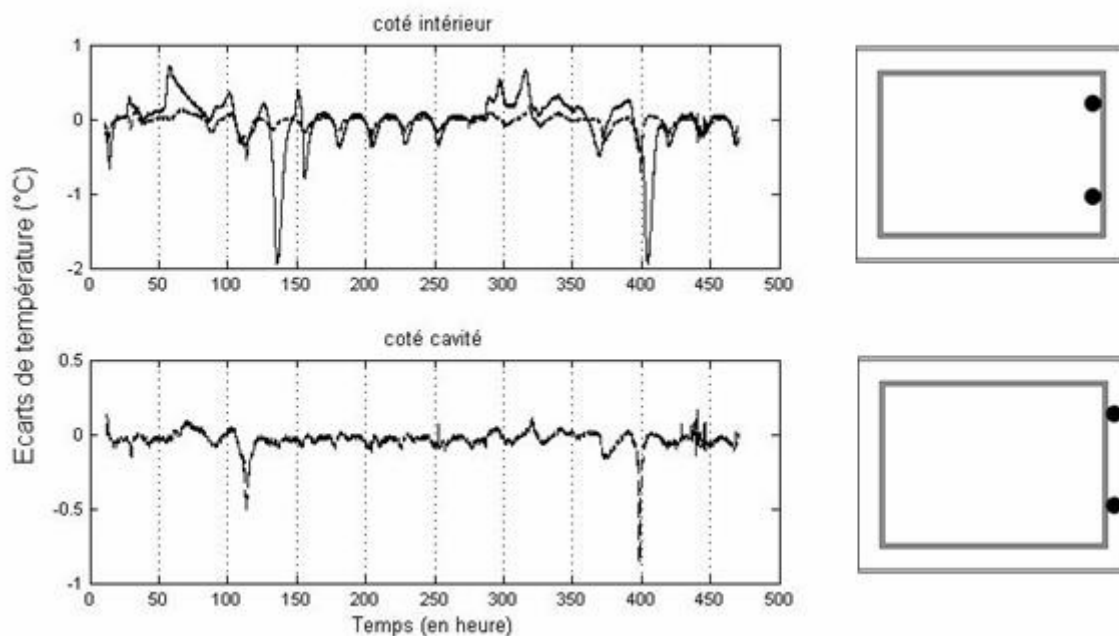 coté intérieur
1
0
-1
-2
0 50 100 150 200 250 300 350 400 450 500
Ecarts de température (°C)
coté cavité
0.5
0
-0.5
-1
0 50 100 150 200 250 300 350 400 450 500
Temps (en heure)